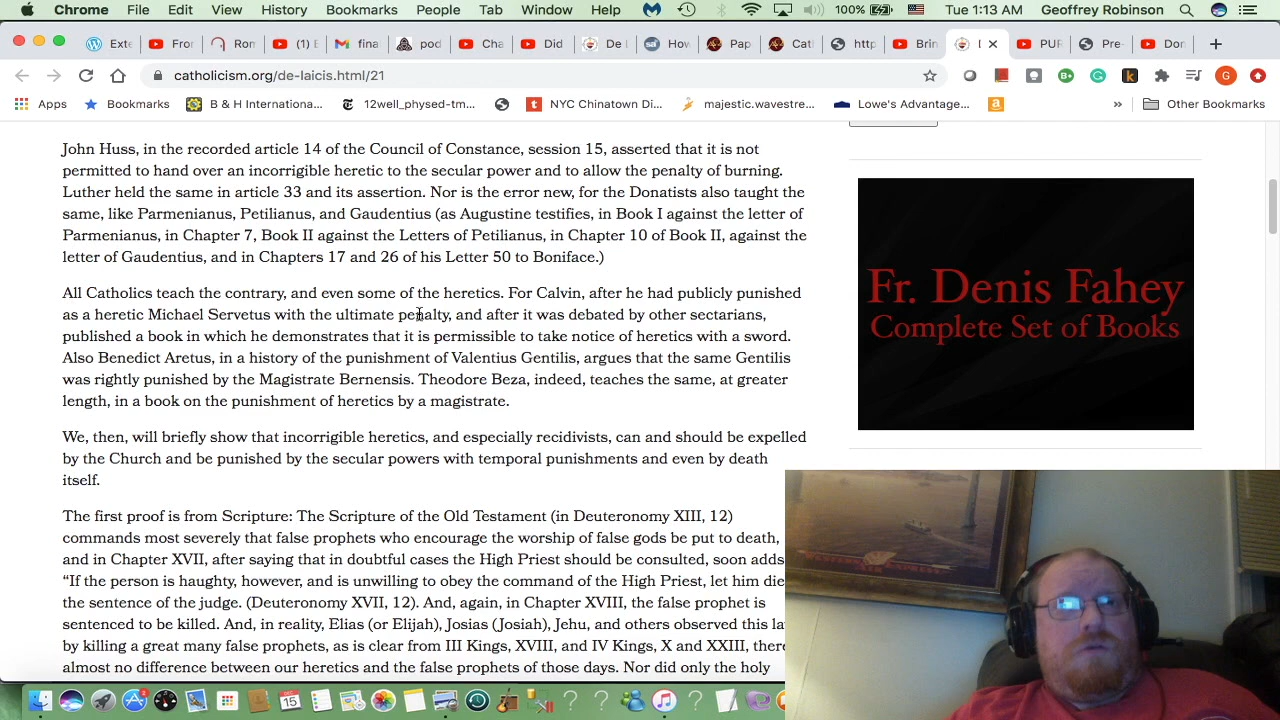 Chrome File Edit View History Bookmarks People Tab Window Help 100% Tue 1:13 AM Geoffrey Robinson
Exte Fror Ror (1) E fina pod Cha Did De I How Pap Cat http Brin PUF Pre- Don
catholicism.org/de-laicis.html/21
Apps Bookmarks B & H Internationa... 12well_physed-tm... NYC Chinatown Di... majestic.wavestre... Lowe's Advantage... » Other Bookmarks
John Huss, in the recorded article 14 of the Council of Constance, session 15, asserted that it is not
permitted to hand over an incorrigible heretic to the secular power and to allow the penalty of burning.
Luther held the same in article 33 and its assertion. Nor is the error new, for the Donatists also taught the
same, like Parmenianus, Petilianus, and Gaudentius (as Augustine testifies, in Book I against the letter of
Parmenianus, in Chapter 7, Book II against the Letters of Petilianus, in Chapter 10 of Book II, against the
letter of Gaudentius, and in Chapters 17 and 26 of his Letter 50 to Boniface.)
All Catholics teach the contrary, and even some of the heretics. For Calvin, after he had publicly punished
as a heretic Michael Servetus with the ultimate penalty, and after it was debated by other sectarians,
published a book in which he demonstrates that it is permissible to take notice of heretics with a sword.
Also Benedict Aretus, in a history of the punishment of Valentius Gentilis, argues that the same Gentilis
was rightly punished by the Magistrate Bernensis. Theodore Beza, indeed, teaches the same, at greater
length, in a book on the punishment of heretics by a magistrate.
We, then, will briefly show that incorrigible heretics, and especially recidivists, can and should be expelled
by the Church and be punished by the secular powers with temporal punishments and even by death
itself.
The first proof is from Scripture: The Scripture of the Old Testament (in Deuteronomy XIII, 12)
commands most severely that false prophets who encourage the worship of false gods be put to death,
and in Chapter XVII, after saying that in doubtful cases the High Priest should be consulted, soon adds
“If the person is haughty, however, and is unwilling to obey the command of the High Priest, let him die
the sentence of the judge. (Deuteronomy XVII, 12). And, again, in Chapter XVIII, the false prophet is
sentenced to be killed. And, in reality, Elias (or Elijah), Josias (Josiah), Jehu, and others observed this la
by killing a great many false prophets, as is clear from III Kings, XVIII, and IV Kings, X and XXIII, there
almost no difference between our heretics and the false prophets of those days. Nor did only the holy
Fr. Denis Fahey
Complete Set of Books